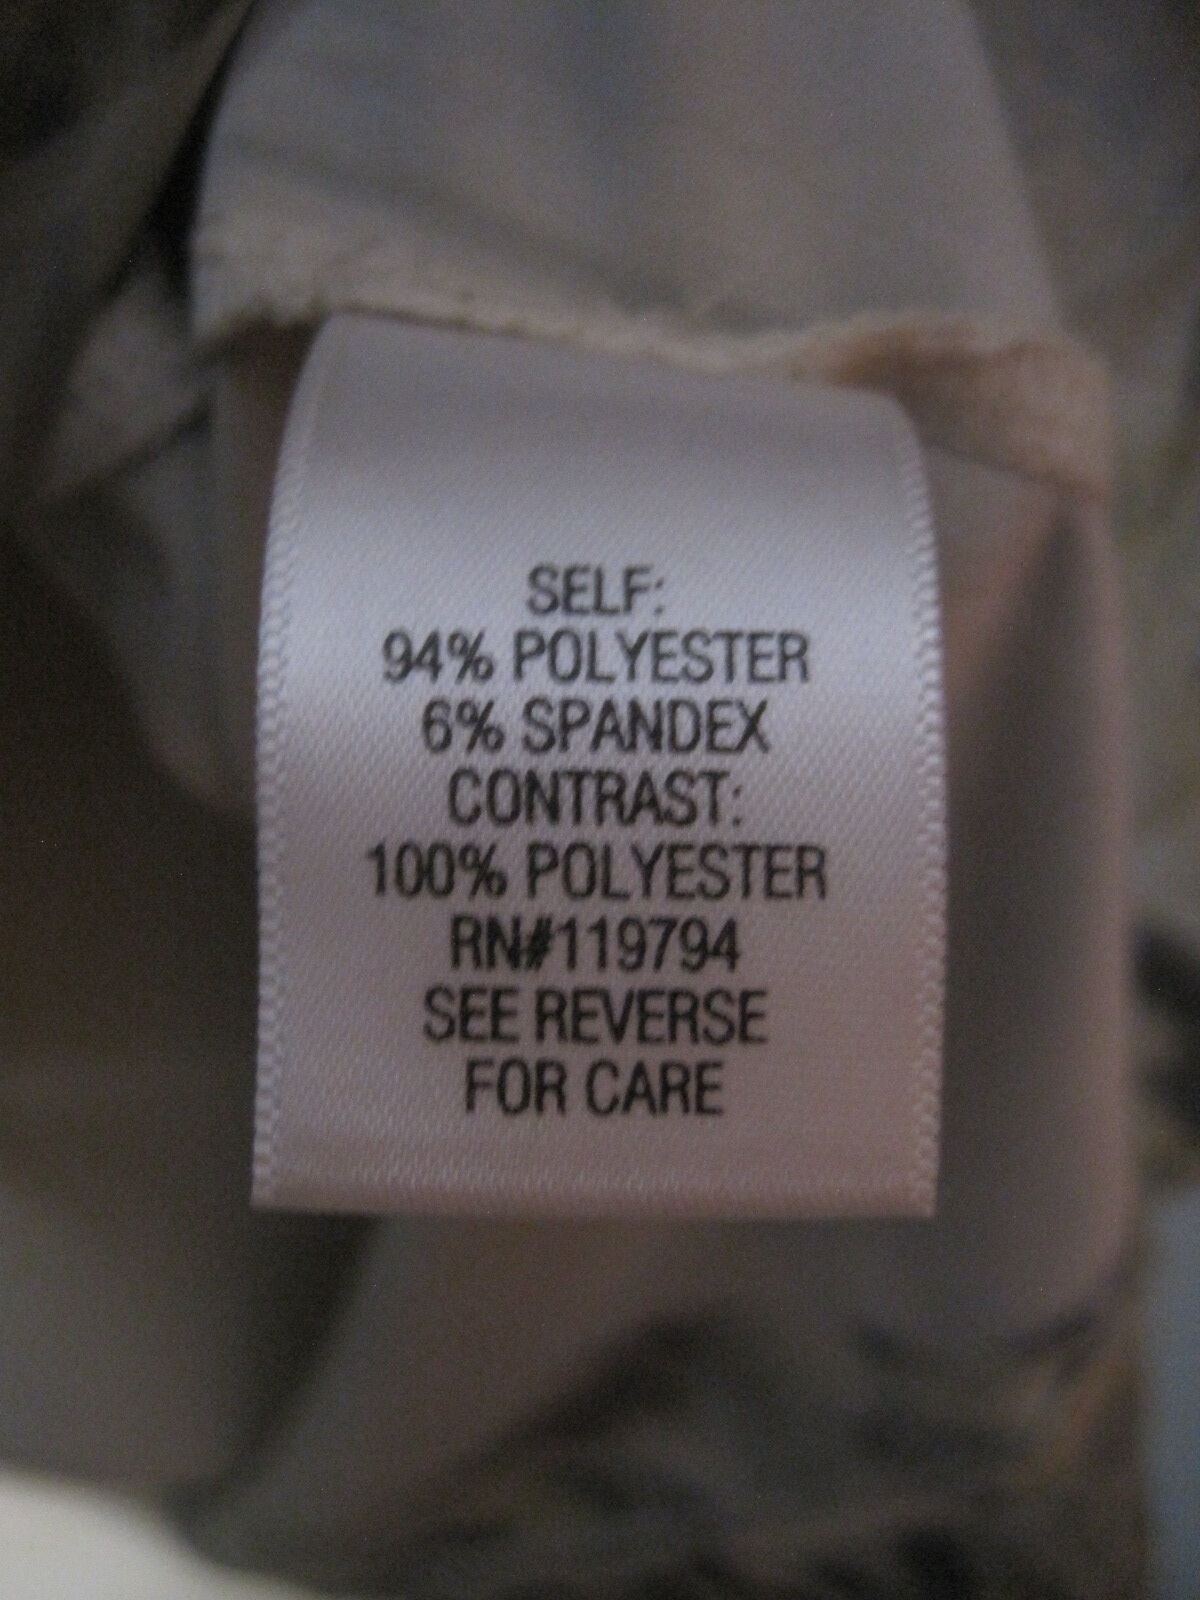 SELF:
94% POLYESTER
6% SPANDEX
CONTRAST:
100% POLYESTER
RN#119794
SEE REVERSE
FOR CARE